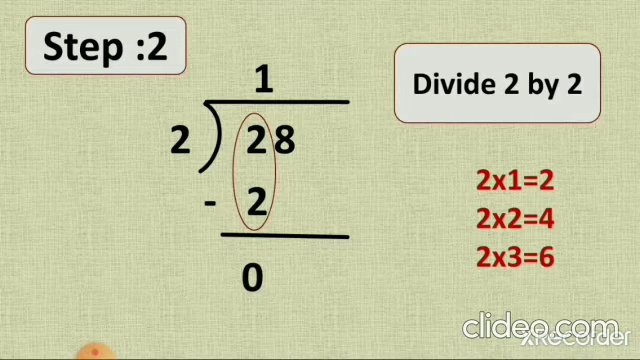 Step :2
Divide 2 by 2
1
2 ) 28
- 2
0
2x1=2
2x2=4
2x3=6
clideo.com
XRecorder